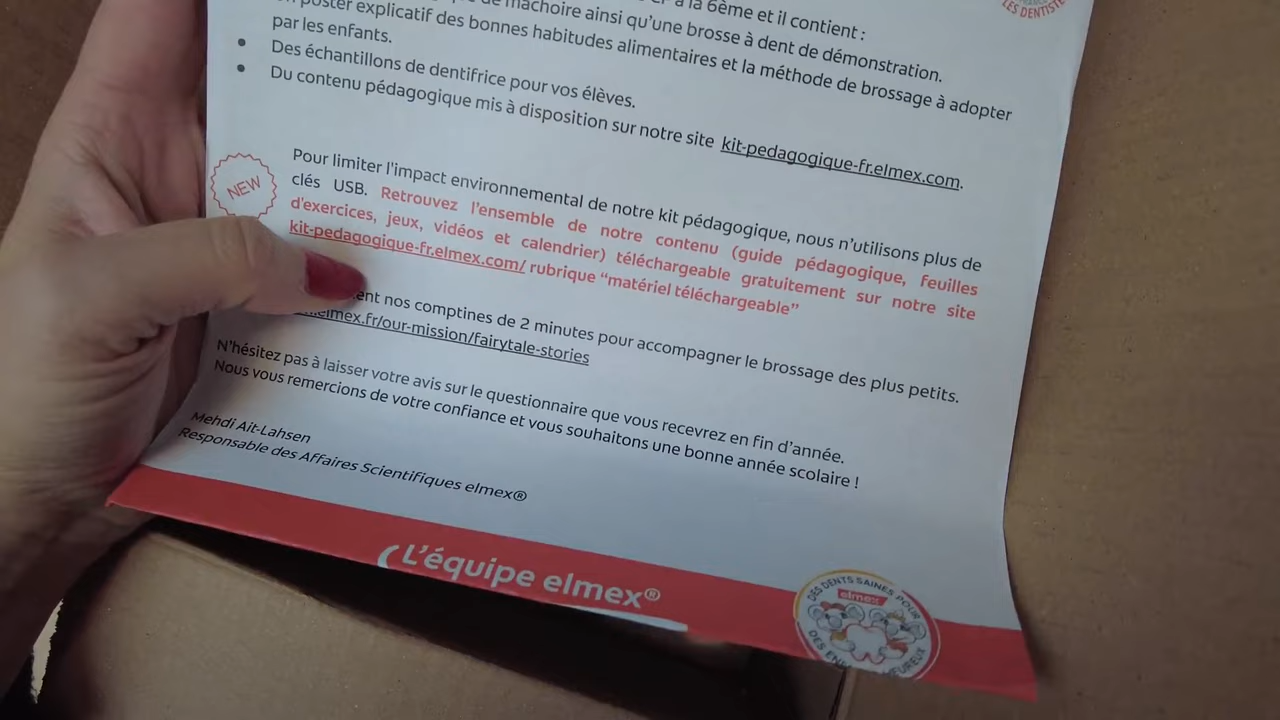 à la 6ème et il contient :
de mâchoire ainsi qu'une brosse à dent de démonstration.
poster explicatif des bonnes habitudes alimentaires et la méthode de brossage à adopter
par les enfants.
• Des échantillons de dentifrice pour vos élèves.
• Du contenu pédagogique mis à disposition sur notre site kit-pedagogique-fr.elmex.com.
LES DENTISTES
NEW
Pour limiter l'impact environnemental de notre kit pédagogique, nous n'utilisons plus de
clés USB. Retrouvez l'ensemble de notre contenu (guide pédagogique, feuilles
d'exercices, jeux, vidéos et calendrier) téléchargeable gratuitement sur notre site
kit-pedagogique-fr.elmex.com/ rubrique “matériel téléchargeable”
nos comptines de 2 minutes pour accompagner le brossage des plus petits.
elmex.fr/our-mission/fairytale-stories
N'hésitez pas à laisser votre avis sur le questionnaire que vous recevrez en fin d'année.
Nous vous remercions de votre confiance et vous souhaitons une bonne année scolaire !
Mehdi Ait-Lahsen
Responsable des Affaires Scientifiques elmex®
L'équipe elmex®
DES DENTS SAINES POUR
elmex
DES HEUREUX